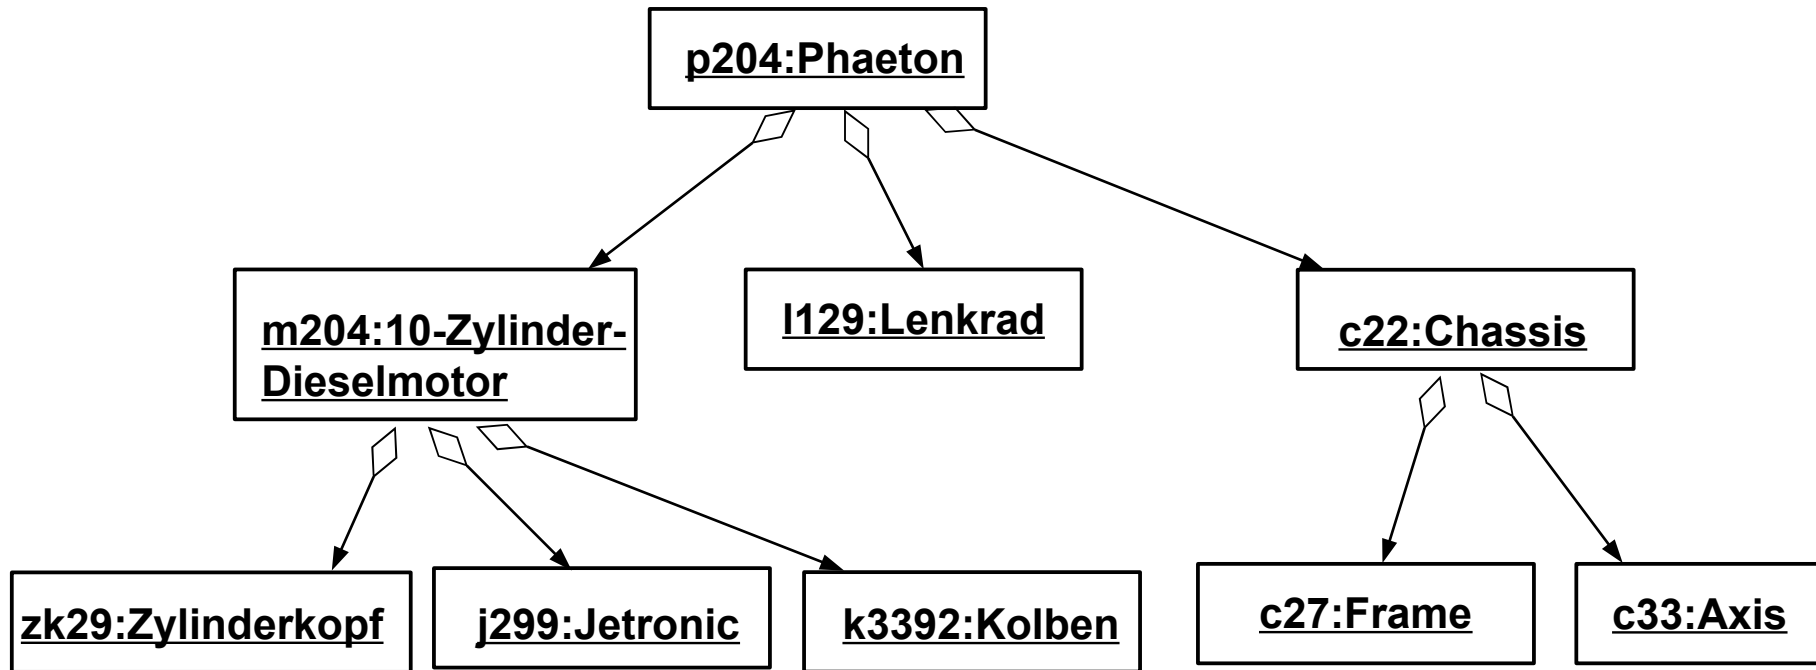 p204:Phaeton
m204:10-Zylinder-
Dieselmotor
l129:Lenkrad
c22:Chassis
zk29:Zylinderkopf
j299:Jetronic
k3392:Kolben
c27:Frame
c33:Axis